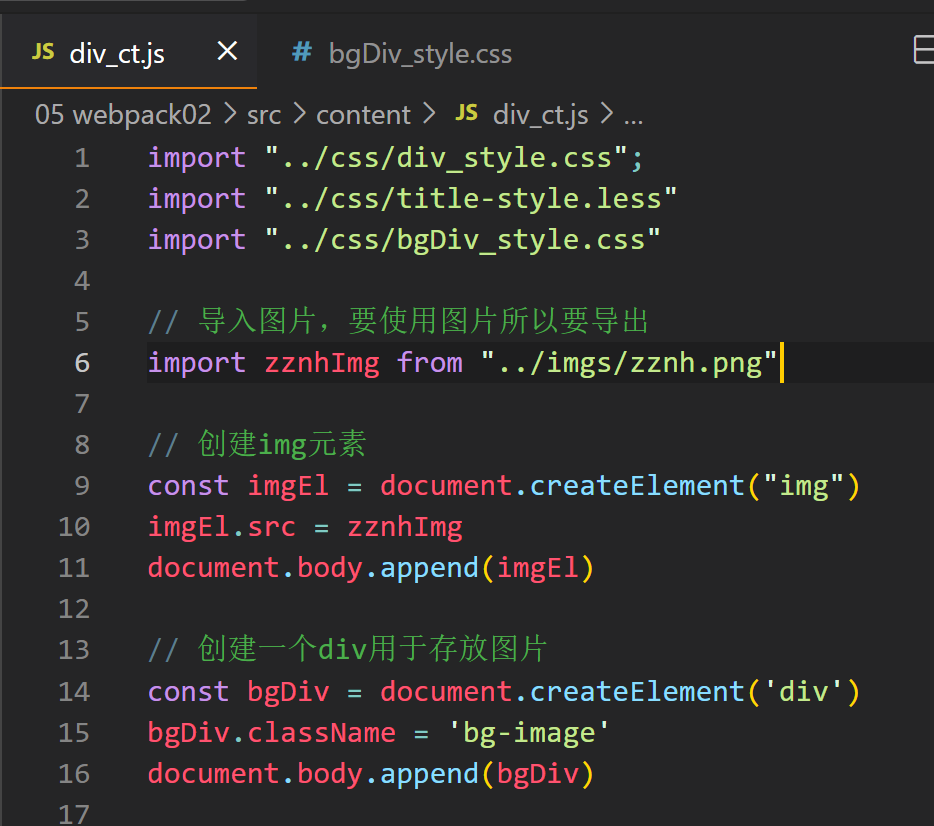 JS div_ct.js × # bgDiv_style.css
05 webpack02 > src > content > JS div_ct.js > ...
1 import "../css/div_style.css";
2 import "../css/title-style.less"
3 import "../css/bgDiv_style.css"
4
5 // 导入图片，要使用图片所以要导出
6 import zznhImg from "../imgs/zznh.png"
7
8 // 创建img元素
9 const imgEl = document.createElement("img")
10 imgEl.src = zznhImg
11 document.body.append(imgEl)
12
13 // 创建一个div用于存放图片
14 const bgDiv = document.createElement('div')
15 bgDiv.className = 'bg-image'
16 document.body.append(bgDiv)
17